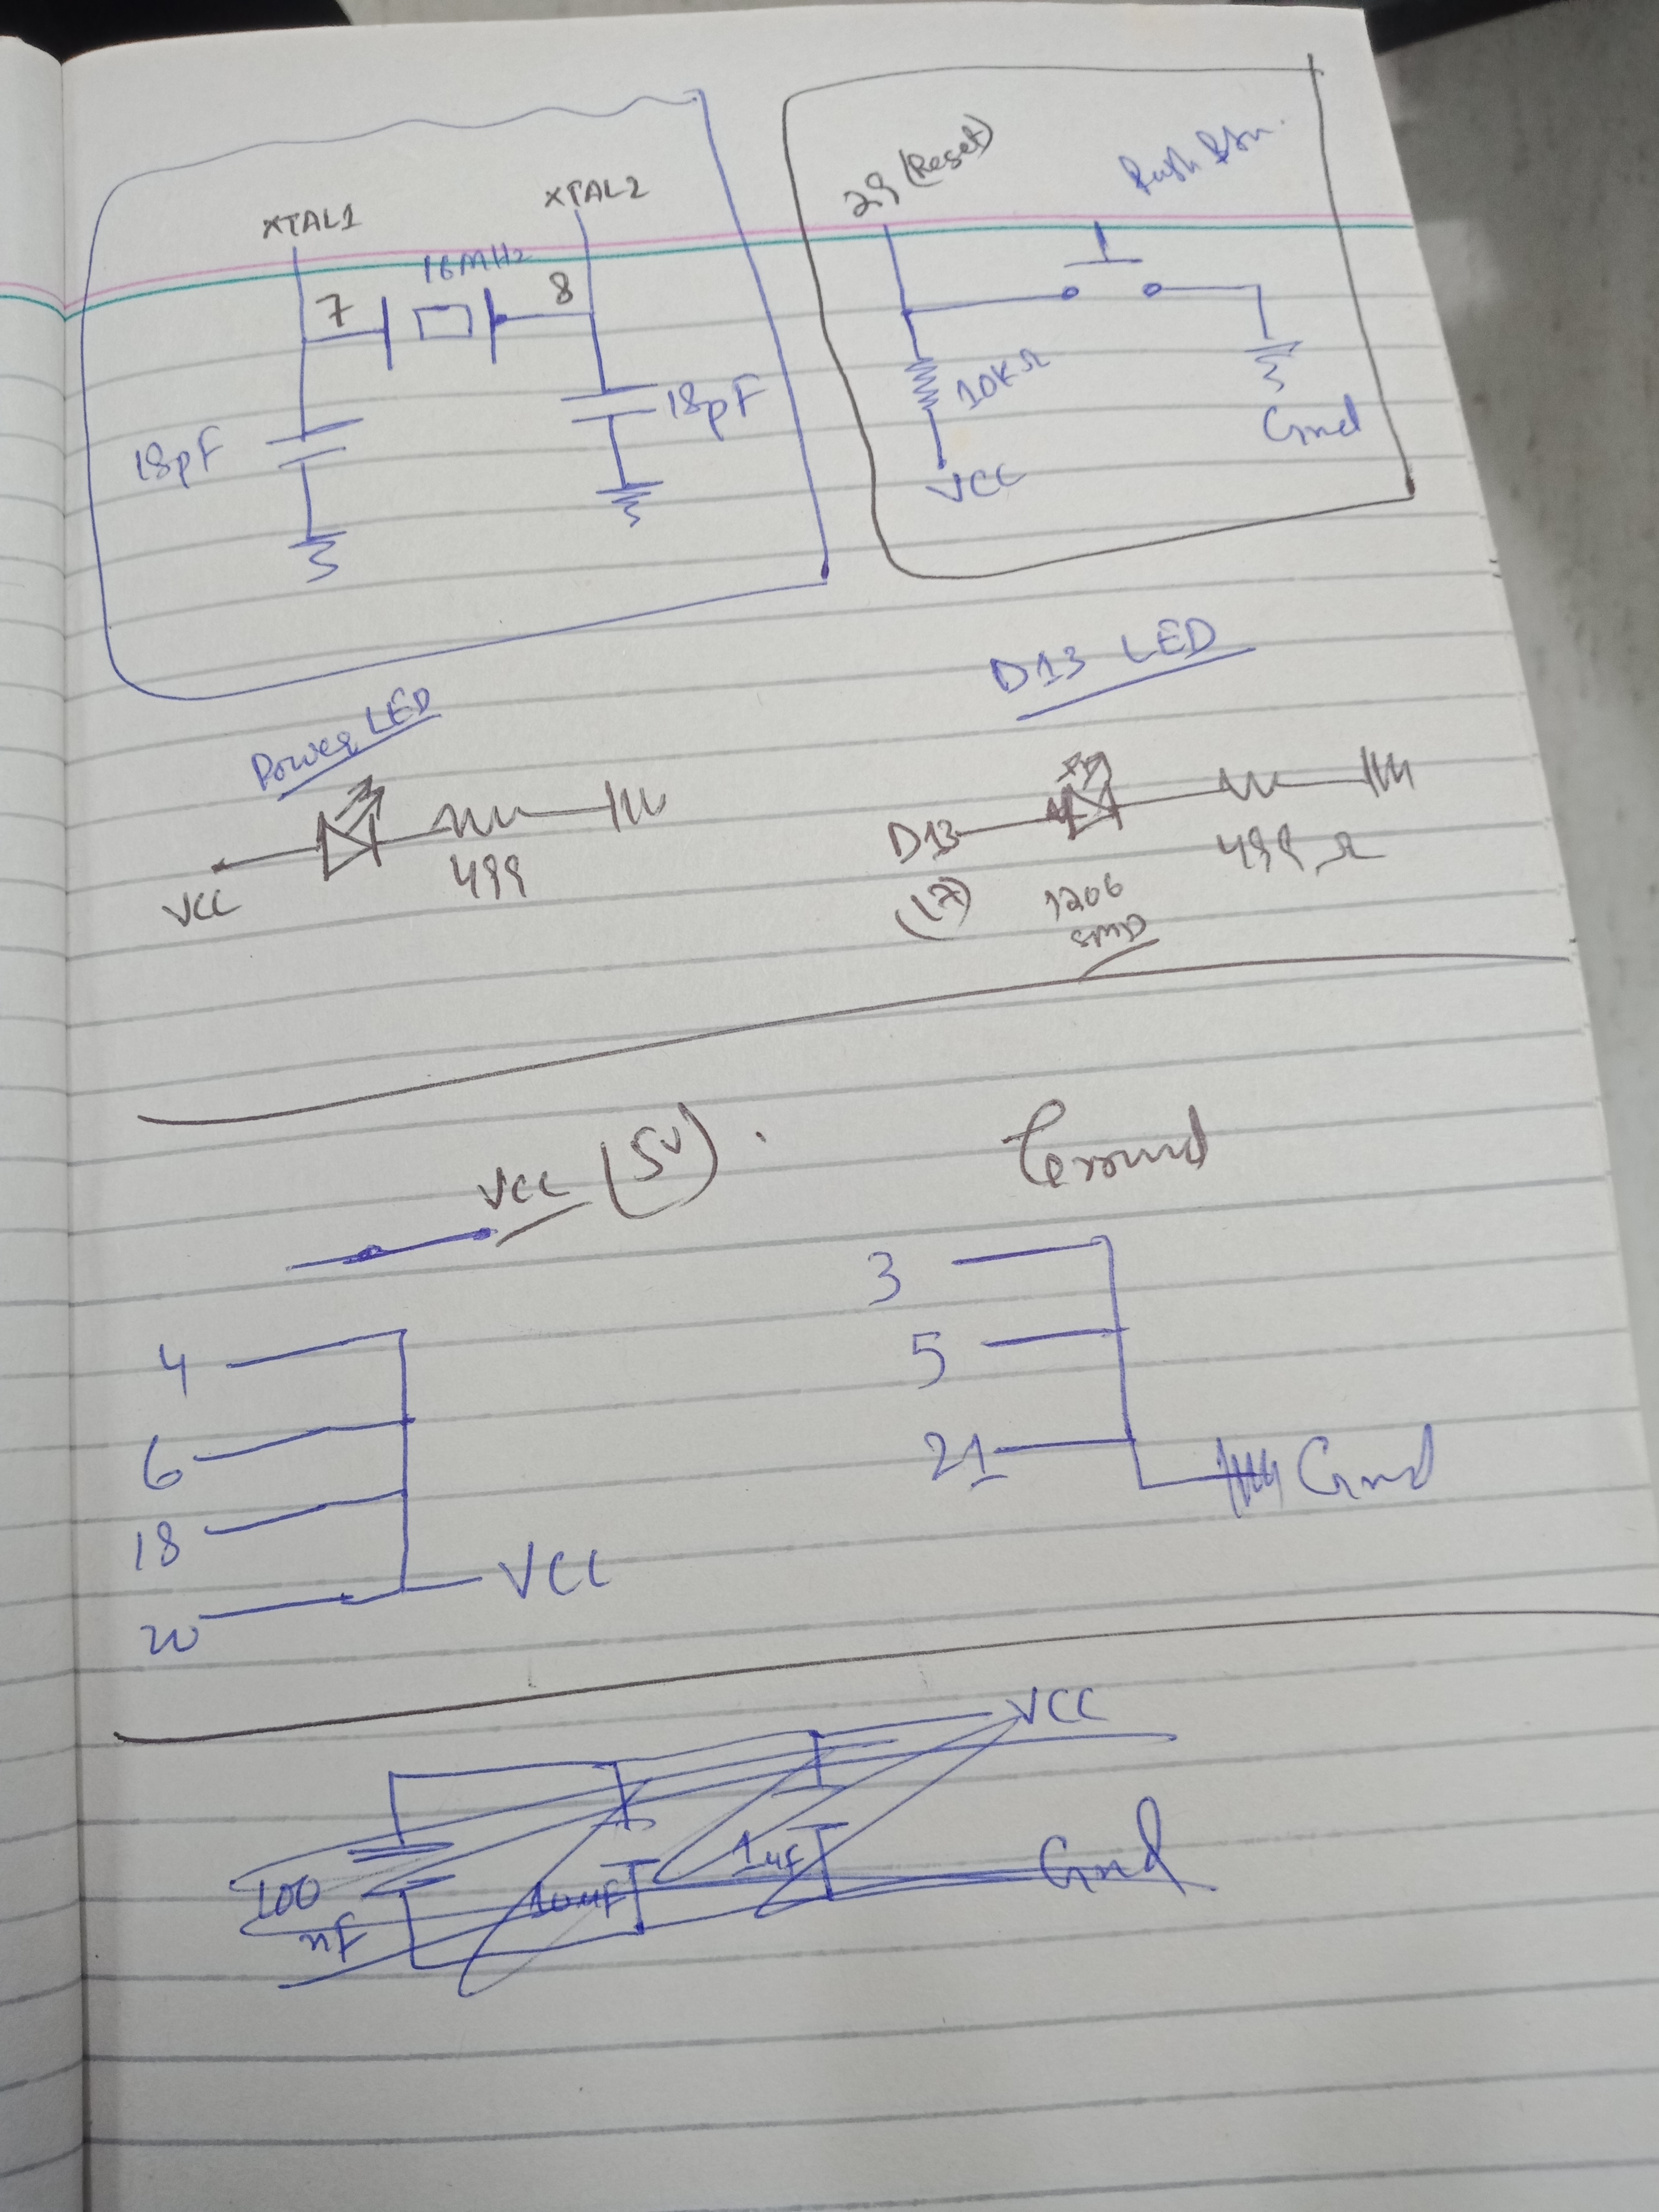 XTAL1
XTAL2
16MHz
7
8
18pF
18pF
29 (Reset)
Push Btn.
10KΩ
VCC
Gnd
Power LED
VCC
499
D13 LED
D13
(17)
1206
SMD
499 Ω
VCC (5V).
4
6
18
20
VCC
Ground
3
5
21
Gnd
VCC
100
nF
10uF
1uF
Gnd